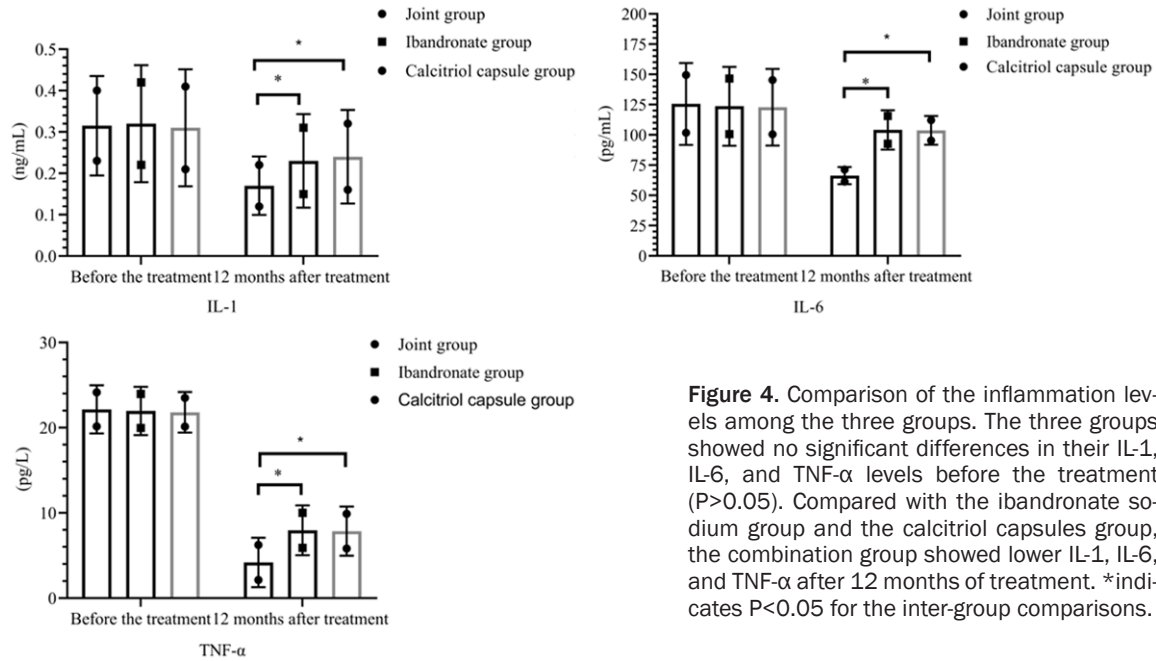 Joint group
Ibandronate group
Calcitriol capsule group
0.5
0.4
0.3
0.2
0.1
0.0
(ng/mL)
*
*
Before the treatment 12 months after treatment
IL-1
Joint group
Ibandronate group
Calcitriol capsule group
200
175
150
125
100
75
50
25
0
(pg/mL)
*
*
Before the treatment 12 months after treatment
IL-6
Joint group
Ibandronate group
Calcitriol capsule group
30
20
10
0
(pg/L)
*
*
Before the treatment 12 months after treatment
TNF-α
Figure 4. Comparison of the inflammation lev-
els among the three groups. The three groups
showed no significant differences in their IL-1,
IL-6, and TNF-α levels before the treatment
(P>0.05). Compared with the ibandronate so-
dium group and the calcitriol capsules group,
the combination group showed lower IL-1, IL-6,
and TNF-α after 12 months of treatment. *indi-
cates P<0.05 for the inter-group comparisons.